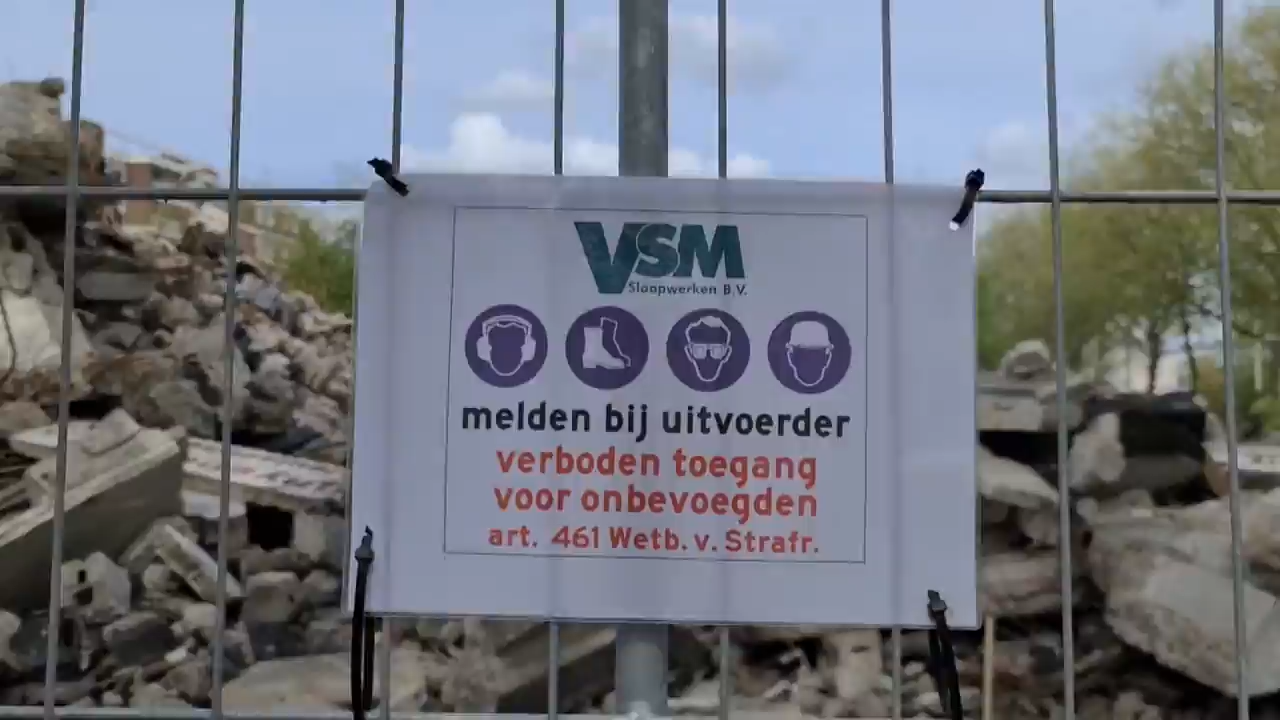 VSM
Sloopwerken B.V.
melden bij uitvoerder
verboden toegang
voor onbevoegden
art. 461 Wetb. v. Strafr.